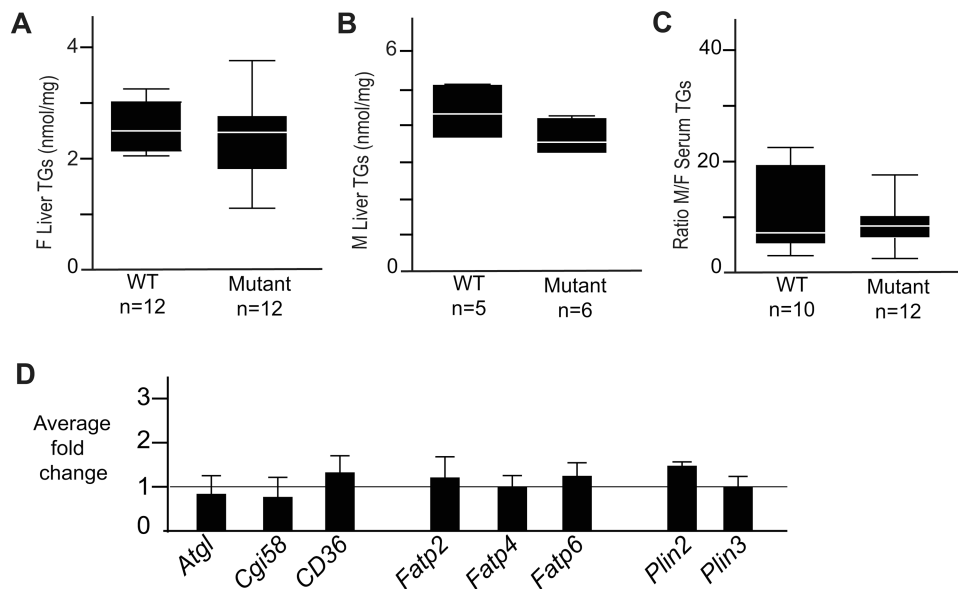 A
F Liver TGs (nmol/mg)
4
2
0
WT
n=12
Mutant
n=12
B
M Liver TGs (nmol/mg)
6
0
WT
n=5
Mutant
n=6
C
Ratio M/F Serum TGs
40
20
0
WT
n=10
Mutant
n=12
D
Average
fold
change
3
2
1
0
Atgl
Cgi58
CD36
Fatp2
Fatp4
Fatp6
Plin2
Plin3